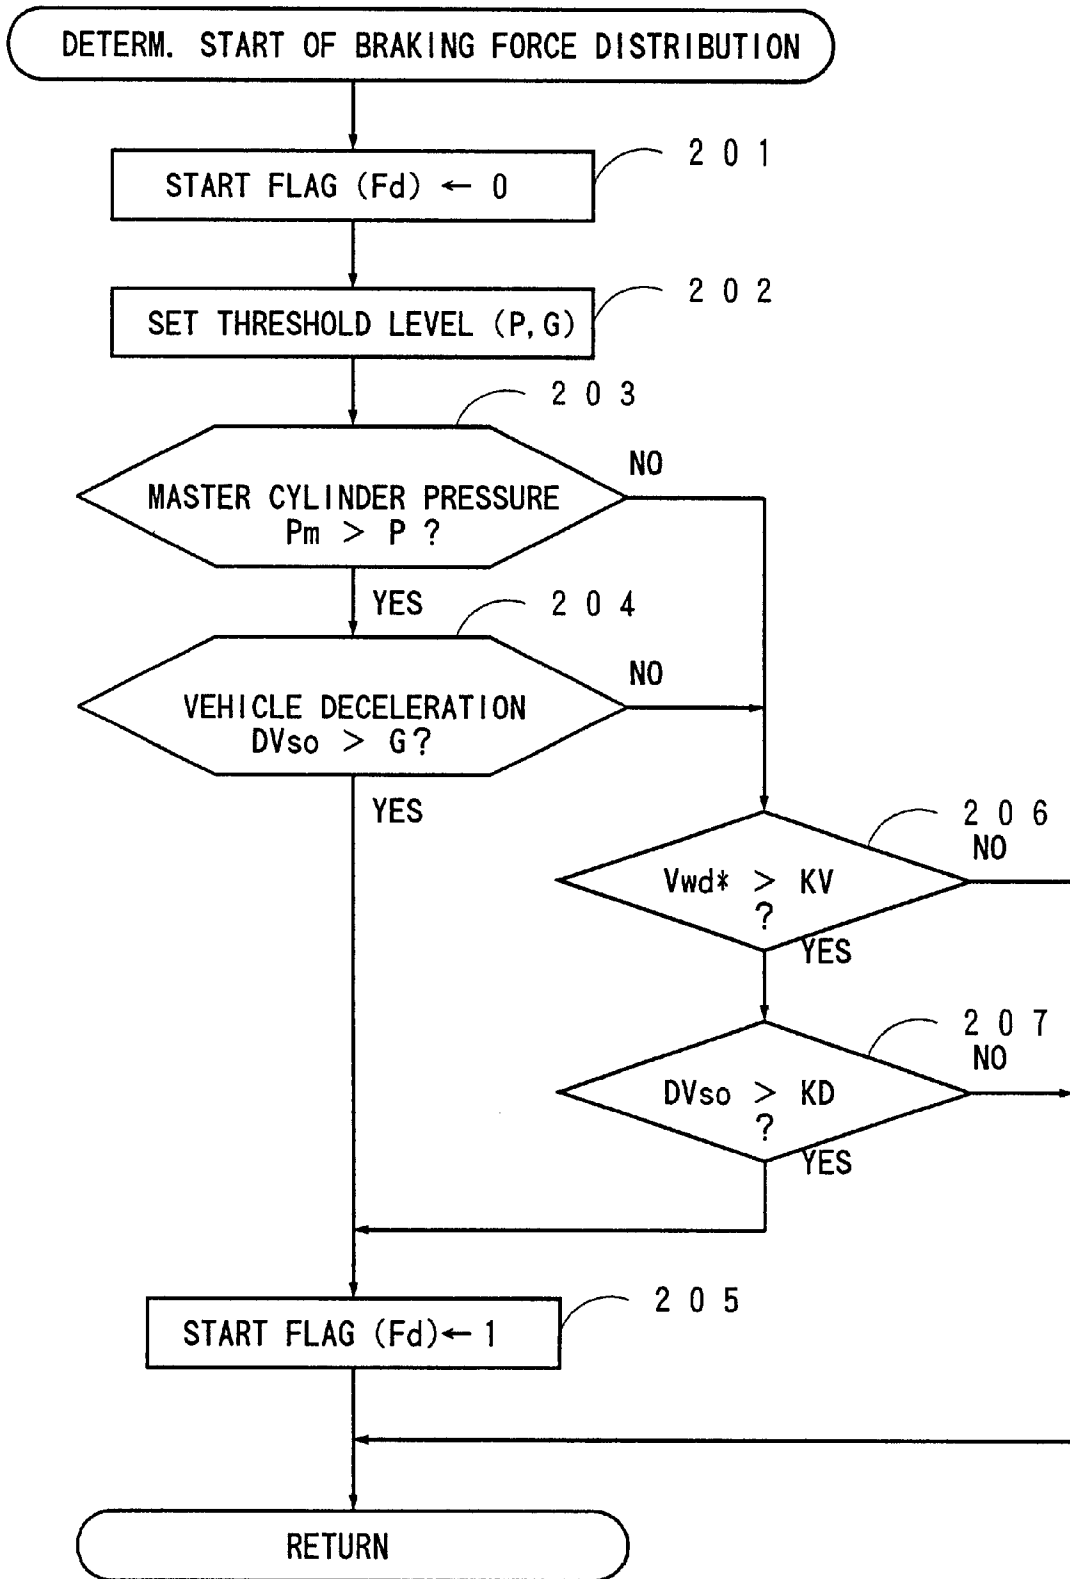 DETERM. START OF BRAKING FORCE DISTRIBUTION
201
START FLAG (Fd) ← 0
202
SET THRESHOLD LEVEL (P, G)
203
MASTER CYLINDER PRESSURE
Pm > P ?
NO
YES
204
VEHICLE DECELERATION
DVso > G?
NO
YES
206
Vwd* > KV
?
NO
YES
207
DVso > KD
?
NO
YES
205
START FLAG (Fd) ← 1
RETURN